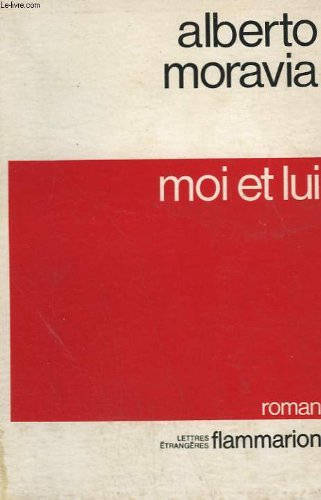 Le-livre.com
alberto
moravia
moi et lui
roman
LETTRES
ÉTRANGÈRES
flammarion